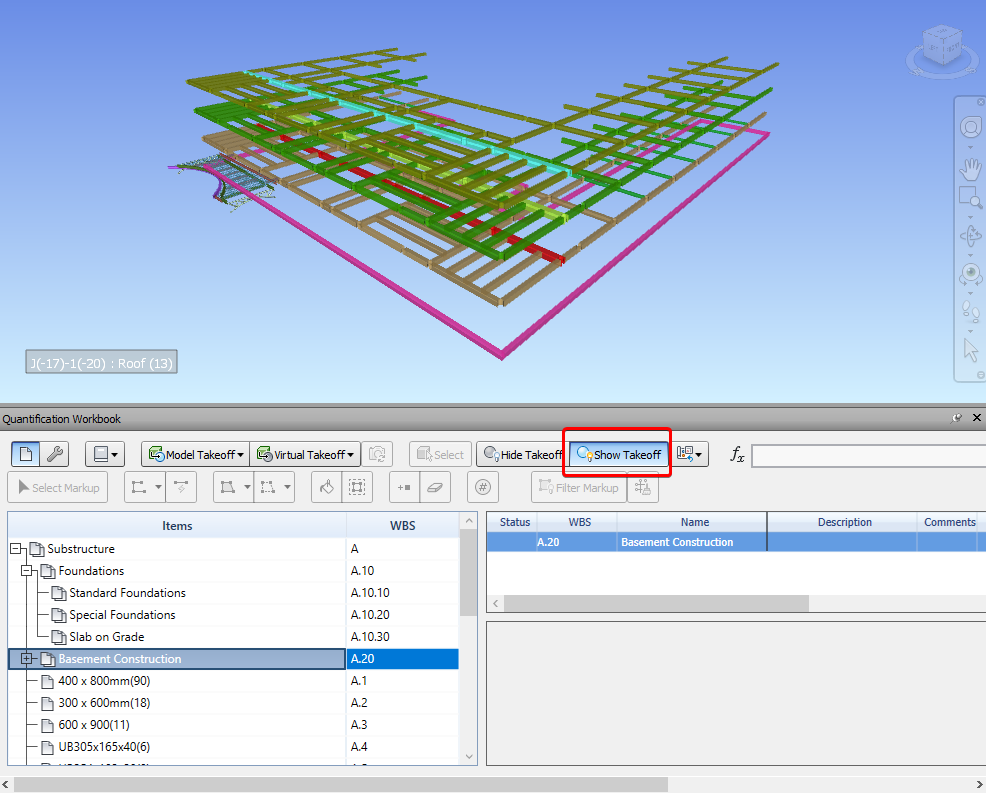 J(-17)-1(-20) : Roof (13)
Quantification Workbook
Model Takeoff Virtual Takeoff Select Hide Takeoff Show Takeoff fx
Select Markup # Filter Markup
Items WBS
Substructure A
Foundations A.10
Standard Foundations A.10.10
Special Foundations A.10.20
Slab on Grade A.10.30
Basement Construction A.20
400 x 800mm(90) A.1
300 x 600mm(18) A.2
600 x 900(11) A.3
UB305x165x40(6) A.4
Status WBS Name Description Comments
A.20 Basement Construction